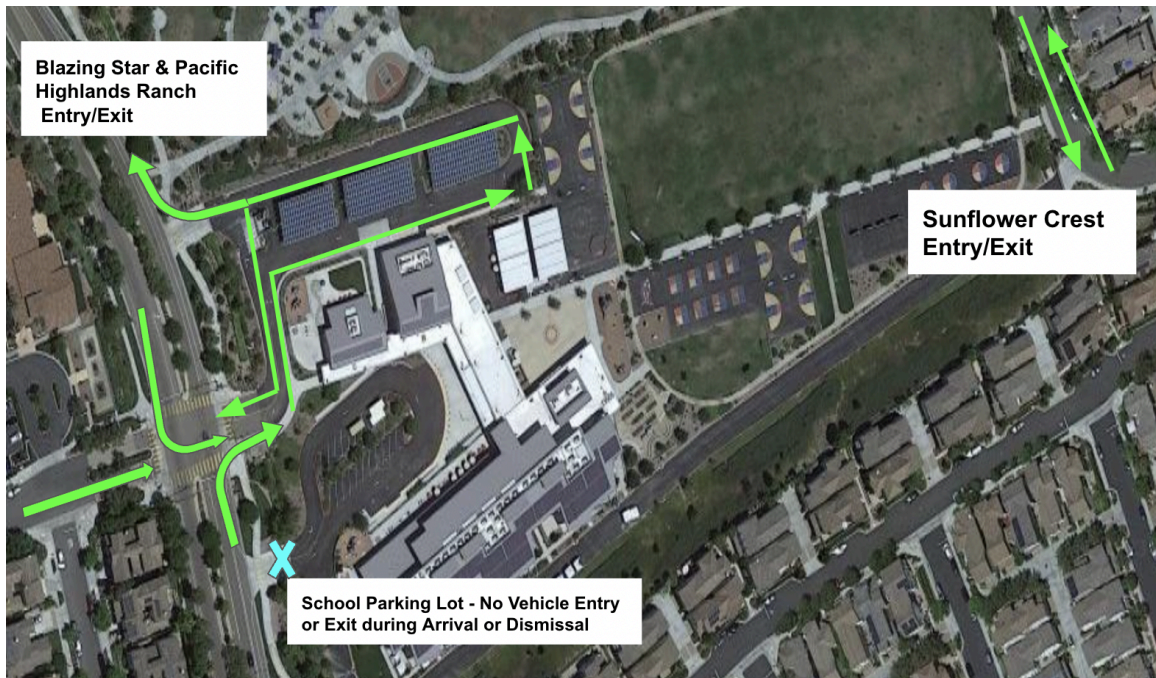 Blazing Star & Pacific
Highlands Ranch
Entry/Exit
Sunflower Crest
Entry/Exit
School Parking Lot - No Vehicle Entry
or Exit during Arrival or Dismissal